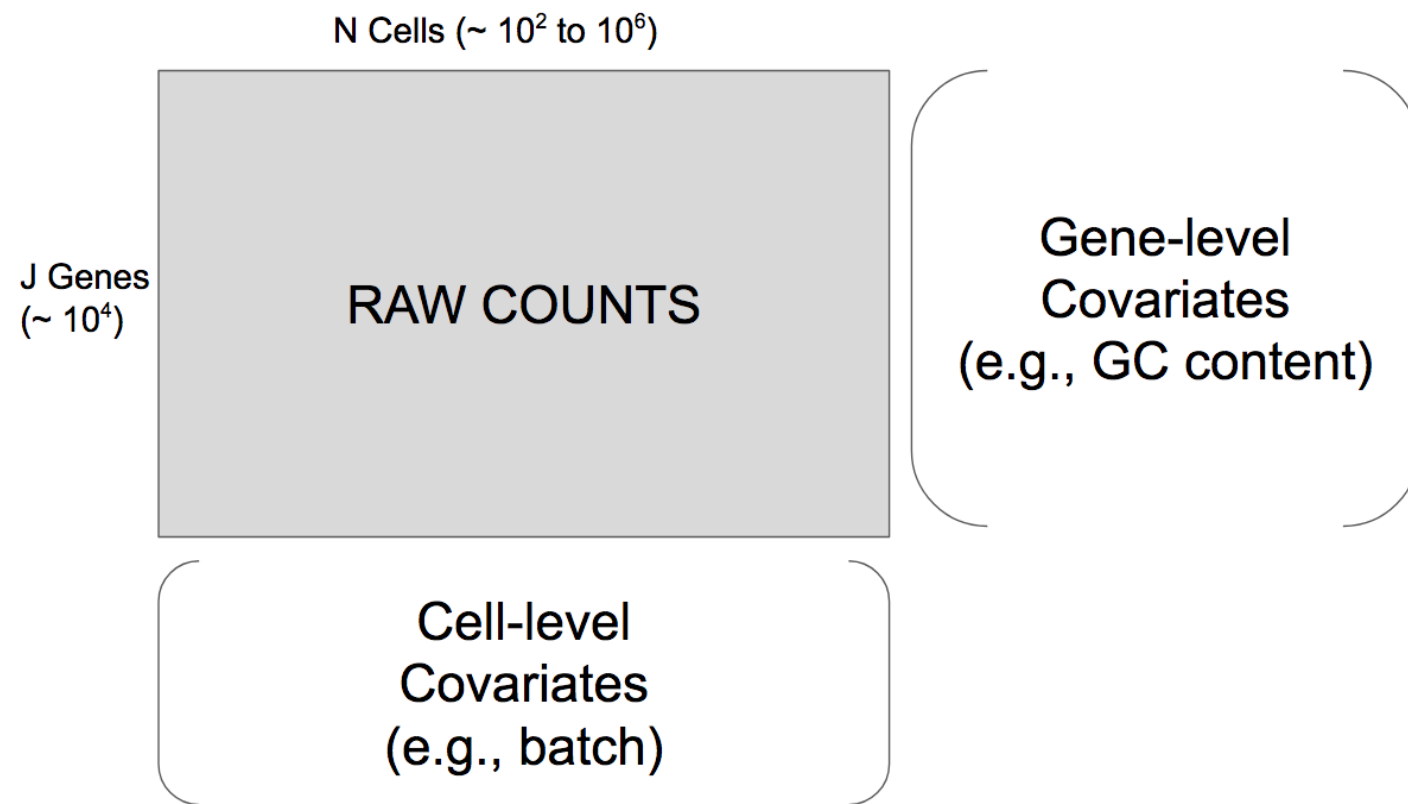 N Cells (~ 10² to 10⁶)
J Genes
(~ 10⁴)
RAW COUNTS
Gene-level
Covariates
(e.g., GC content)
Cell-level
Covariates
(e.g., batch)